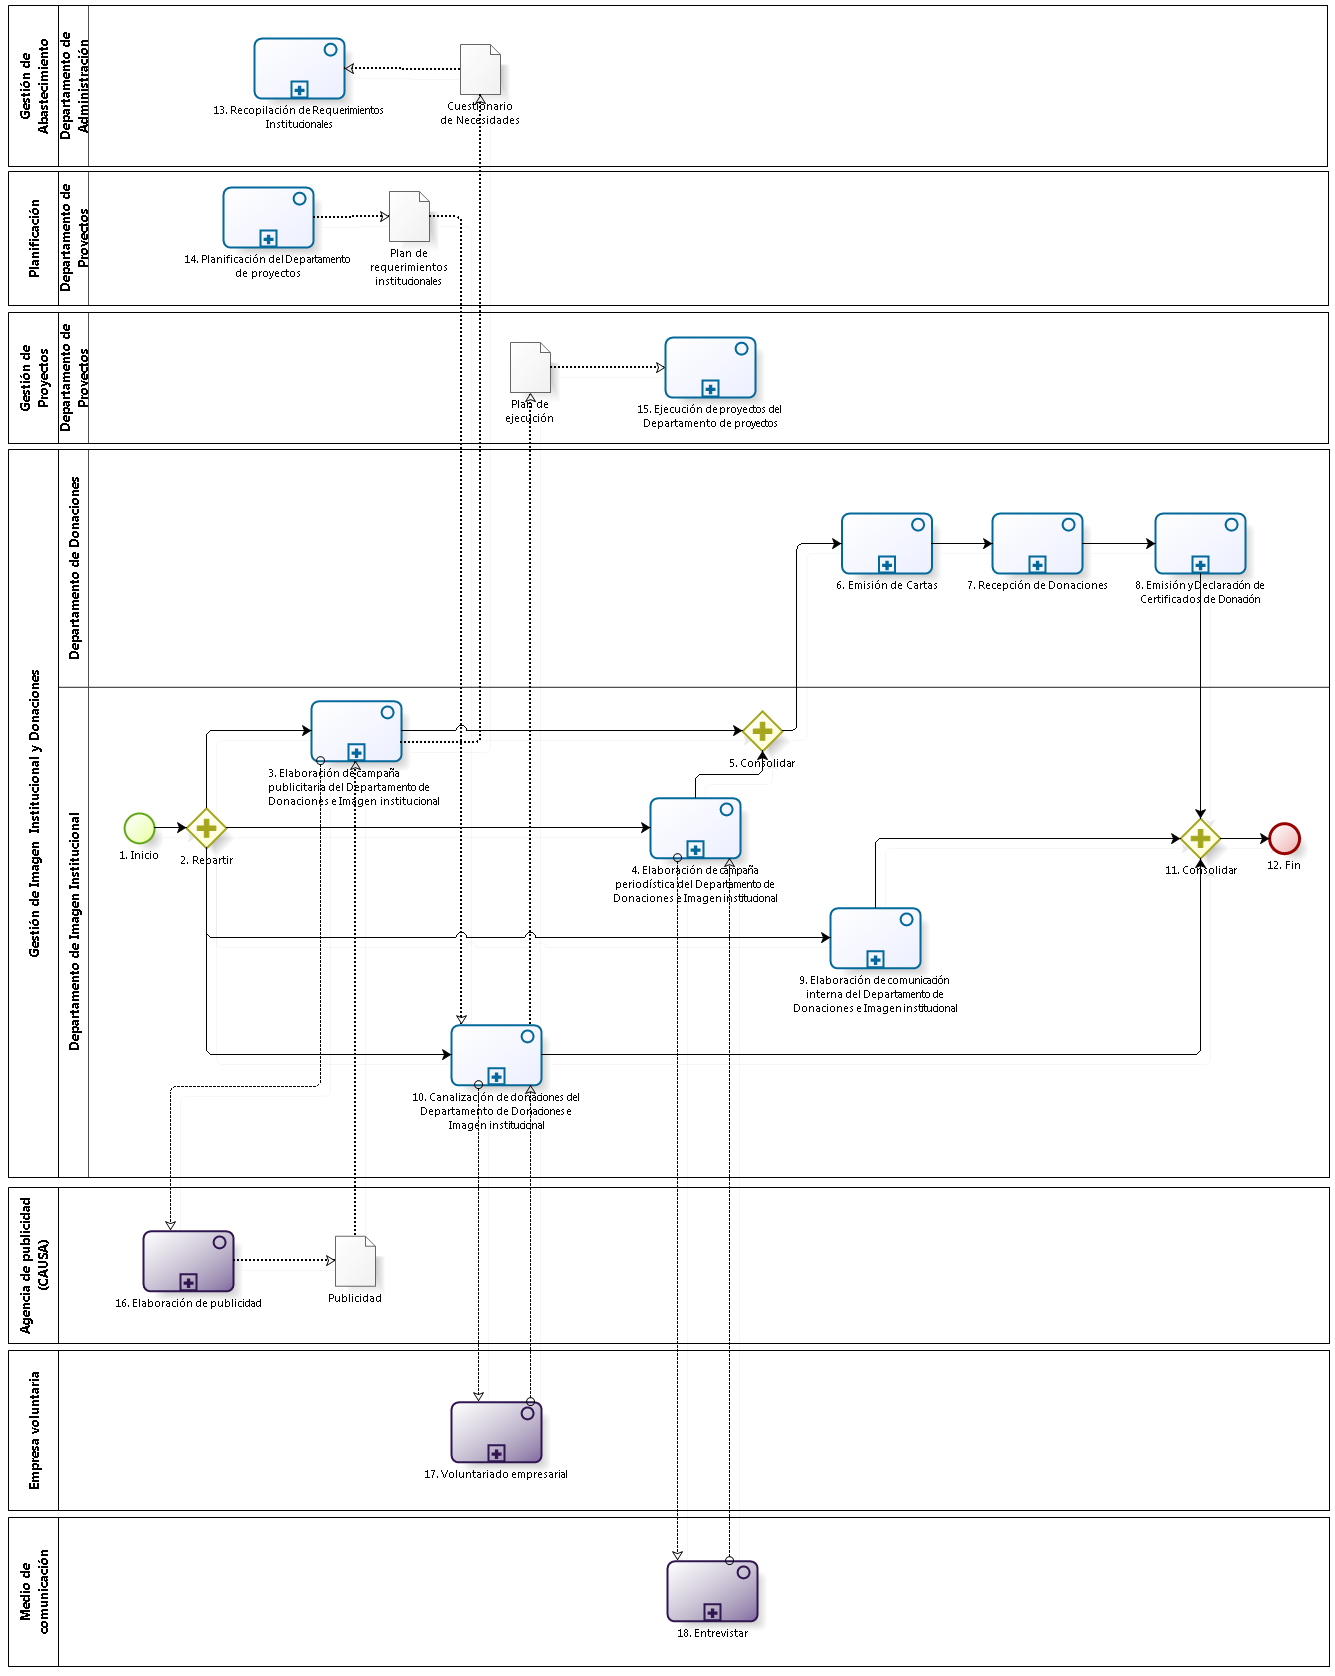 Gestión de
Abastecimiento
Departamento de
Administración
13. Recopilación de Requerimientos
Institucionales
Cuestionario
de Necesidades
Planificación
Departamento de
Proyectos
14. Planificación del Departamento
de proyectos
Plan de
requerimientos
institucionales
Gestión de
Proyectos
Departamento de
Proyectos
Plan de
ejecución
15. Ejecución de proyectos del
Departamento de proyectos
Gestión de Imagen Institucional y Donaciones
Departamento de Donaciones
6. Emisión de Cartas
7. Recepción de Donaciones
8. Emisión y Declaración de
Certificados de Donación
Departamento de Imagen Institucional
1. Inicio
2. Repartir
3. Elaboración de campaña
publicitaria del Departamento de
Donaciones e Imagen institucional
5. Consolidar
4. Elaboración de campaña
periodística del Departamento de
Donaciones e Imagen institucional
9. Elaboración de comunicación
interna del Departamento de
Donaciones e Imagen institucional
10. Canalización de donaciones del
Departamento de Donaciones e
Imagen institucional
11. Consolidar
12. Fin
Agencia de publicidad
(CAUSA)
16. Elaboración de publicidad
Publicidad
Empresa voluntaria
17. Voluntariado empresarial
Medio de
comunicación
18. Entrevistar